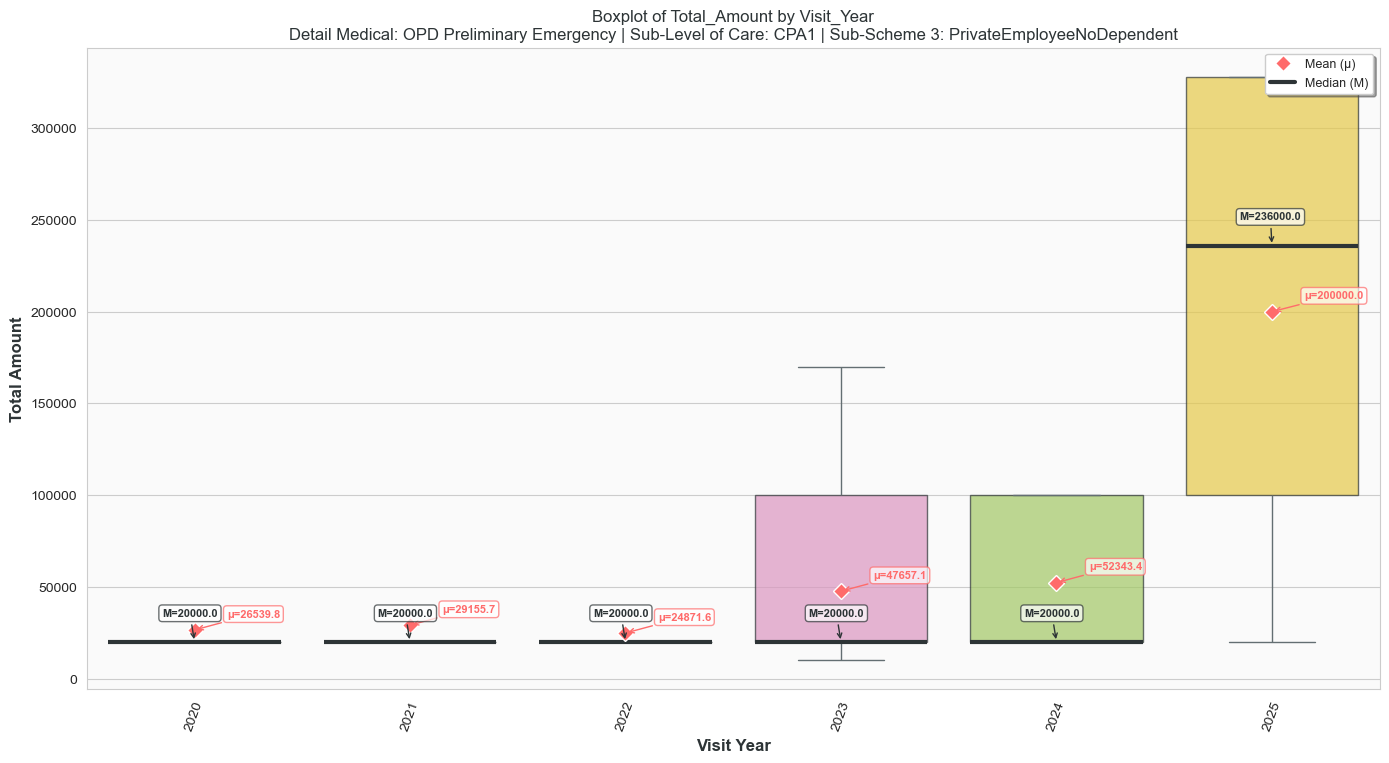 Boxplot of Total_Amount by Visit_Year
Detail Medical: OPD Preliminary Emergency | Sub-Level of Care: CPA1 | Sub-Scheme 3: PrivateEmployeeNoDependent
Mean (μ)
Median (M)
Total Amount
300000
250000
200000
150000
100000
50000
0
M=20000.0
μ=26539.8
M=20000.0
μ=29155.7
M=20000.0
μ=24871.6
M=20000.0
μ=47657.1
M=20000.0
μ=52343.4
M=236000.0
μ=200000.0
2020
2021
2022
2023
2024
2025
Visit Year